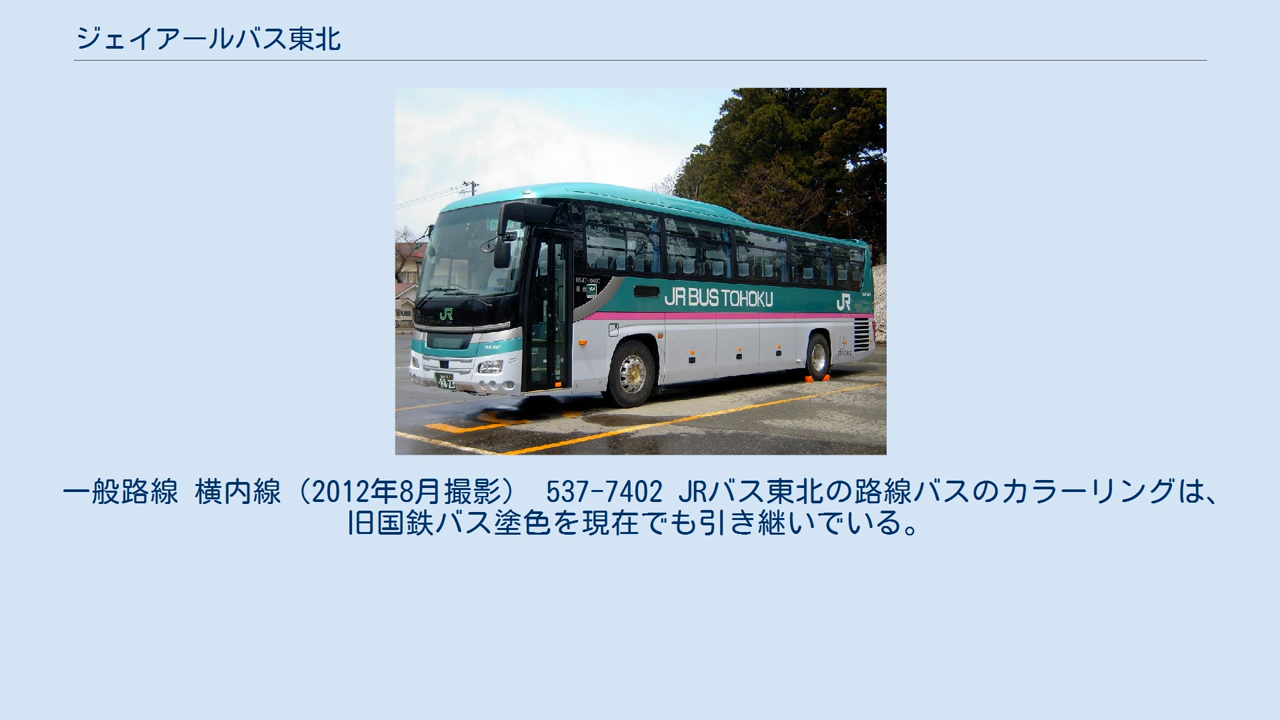 ジェイアールバス東北
JR BUS TOHOKU
JR
JR
一般路線 横内線（2012年8月撮影） 537-7402 JRバス東北の路線バスのカラーリングは、
旧国鉄バス塗色を現在でも引き継いでいる。